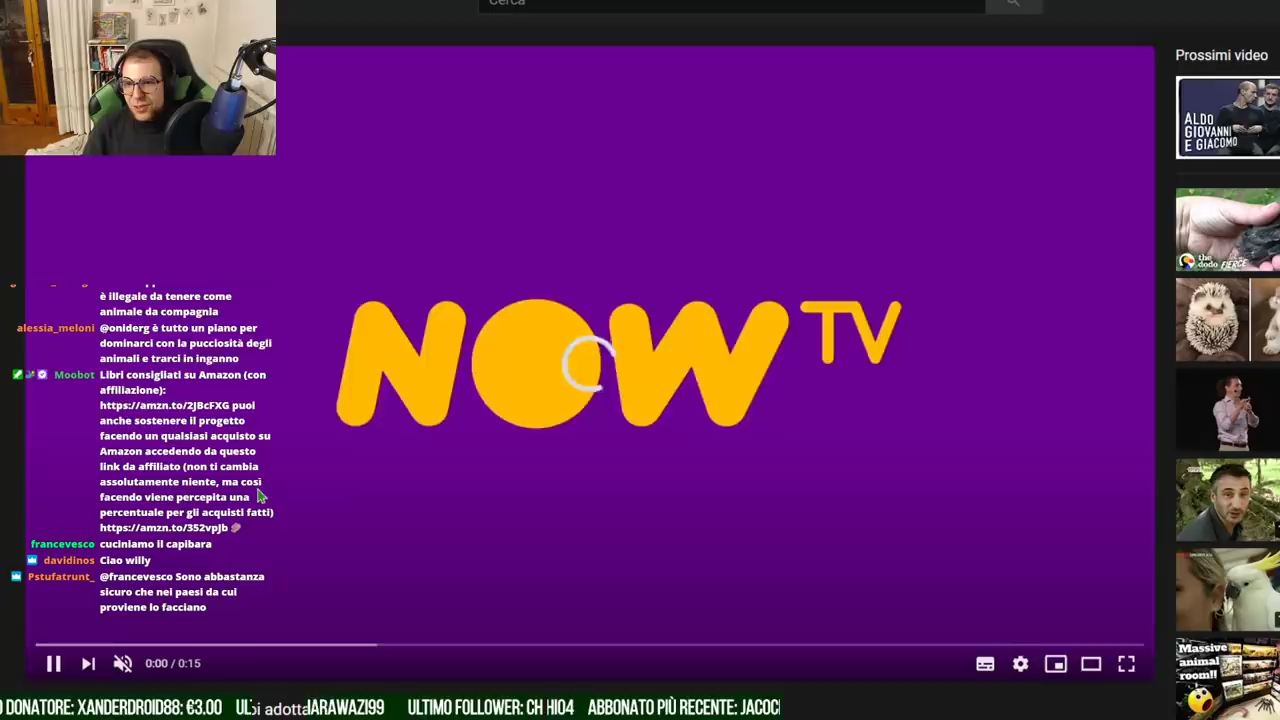 Cerca
Prossimi video
ALDO
GIOVANNI
E GIACOMO
the dodo FIERCE
NOW TV
è illegale da tenere come
animale da compagnia
alessia_meloni @oniderg è tutto un piano per
dominarci con la pucciosità degli
animali e trarci in inganno
Moobot Libri consigliati su Amazon (con
affiliazione):
https://amzn.to/2JBcFXG puoi
anche sostenere il progetto
facendo un qualsiasi acquisto su
Amazon accedendo da questo
link da affiliato (non ti cambia
assolutamente niente, ma così
facendo viene percepita una
percentuale per gli acquisti fatti)
https://amzn.to/352vpJb
francevesco cuciniamo il capibara
davidinos Ciao willy
Pstufatrunt_ @francevesco Sono abbastanza
sicuro che nei paesi da cui
proviene lo facciano
Massive
animal
room!!
0:00 / 0:15
DONATORE: XANDERDROID88: €3.00 ULTIMO FOLLOWER: CH HI04 ABBONATO PIÙ RECENTE: JACOC